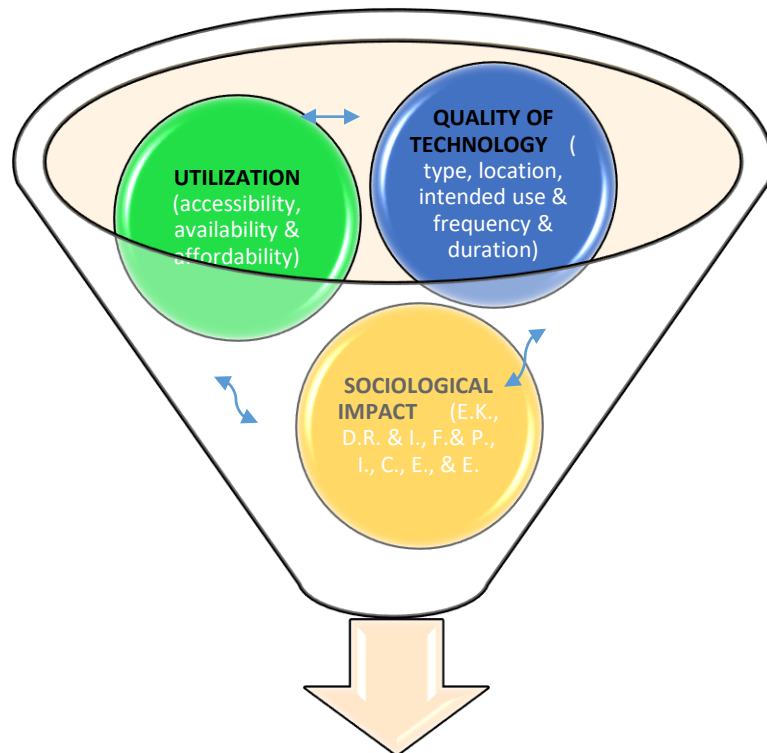 UTILIZATION
(accessibility,
availability &
affordability)
QUALITY OF
TECHNOLOGY (
type, location,
intended use &
frequency &
duration)
SOCIOLOGICAL
IMPACT (E.K.,
D.R. & I., F.& P.,
I., C., E., & E.